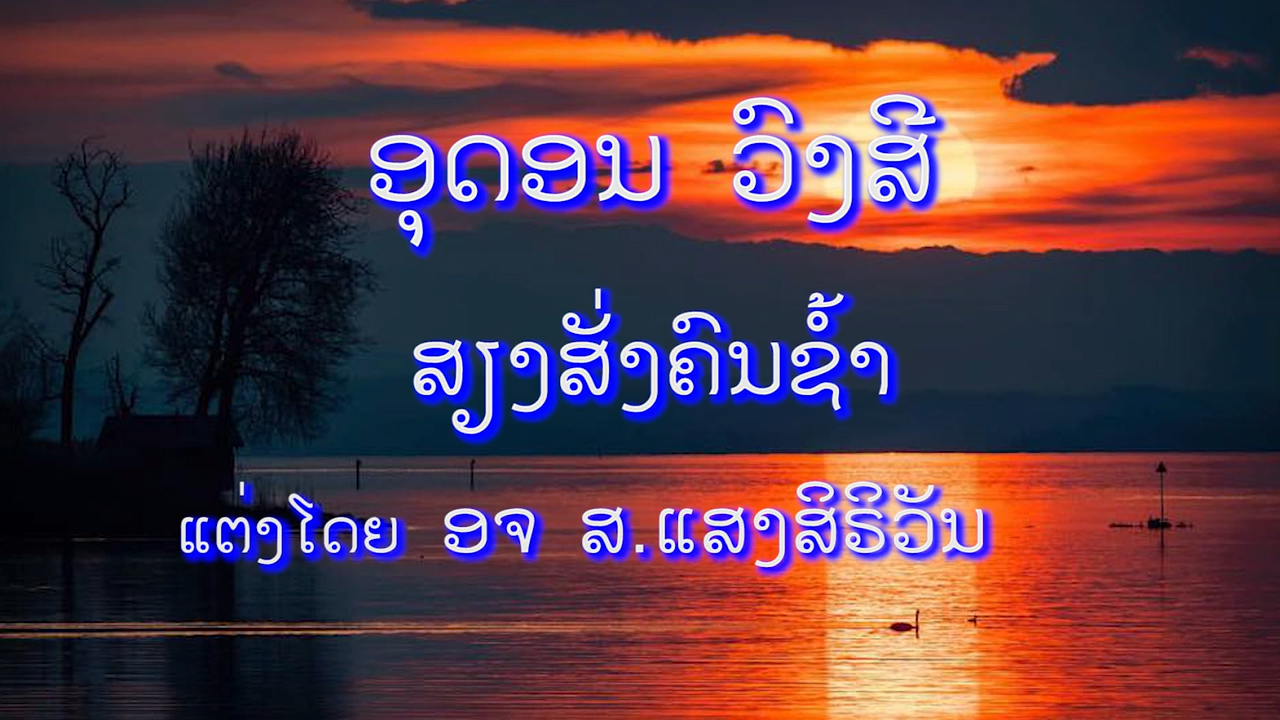 ອຸດອນ ວົງສີ
ສຽງສັ່ງຄົນຊ້ຳ
ແຕ່ງໂດຍ ອຈ ສ.ແສງສິຣິວັນ